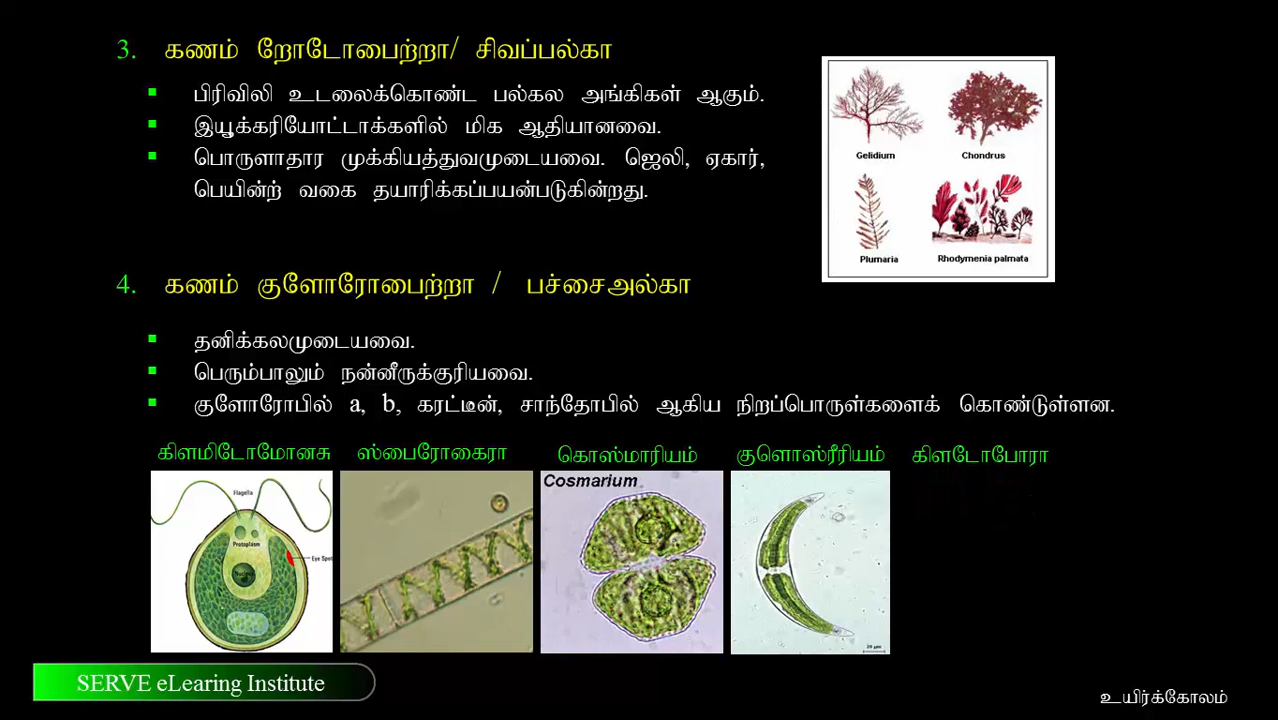 3. கணம் றோடோபைற்றா/ சிவப்பல்கா
▪ பிரிவிலி உடலைக்கொண்ட பல்கல அங்கிகள் ஆகும்.
▪ இயூக்கரியோட்டாக்களில் மிக ஆதியானவை.
▪ பொருளாதார முக்கியத்துவமுடையவை. ஜெலி, ஏகார்,
பெயின்ற் வகை தயாரிக்கப்பயன்படுகின்றது.
Gelidium
Chondrus
Plumaria
Rhodymenia palmata
4. கணம் குளோரோபைற்றா / பச்சைஅல்கா
▪ தனிக்கலமுடையவை.
▪ பெரும்பாலும் நன்னீருக்குரியவை.
▪ குளோரோபில் a, b, கரட்டீன், சாந்தோபில் ஆகிய நிறப்பொருள்களைக் கொண்டுள்ளன.
கிளமிடோமோனசு
ஸ்பைரோகைரா
கொஸ்மாரியம்
குளொஸ்ரீரியம்
கிளடோபோரா
Flagella
Protoplasm
Eye Spot
Cosmarium
20 µm
SERVE eLearing Institute
உயிர்க்கோலம்